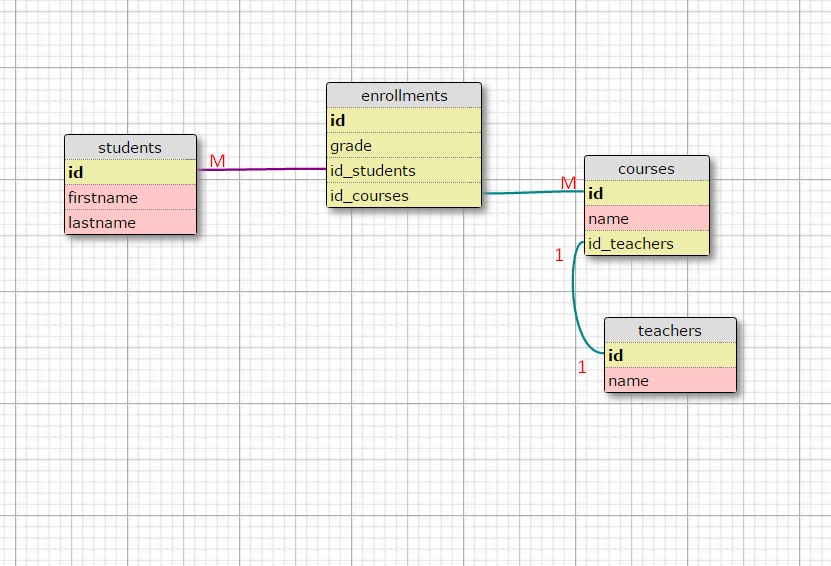 students
id
firstname
lastname
M
enrollments
id
grade
id_students
id_courses
M
courses
id
name
id_teachers
1
1
teachers
id
name